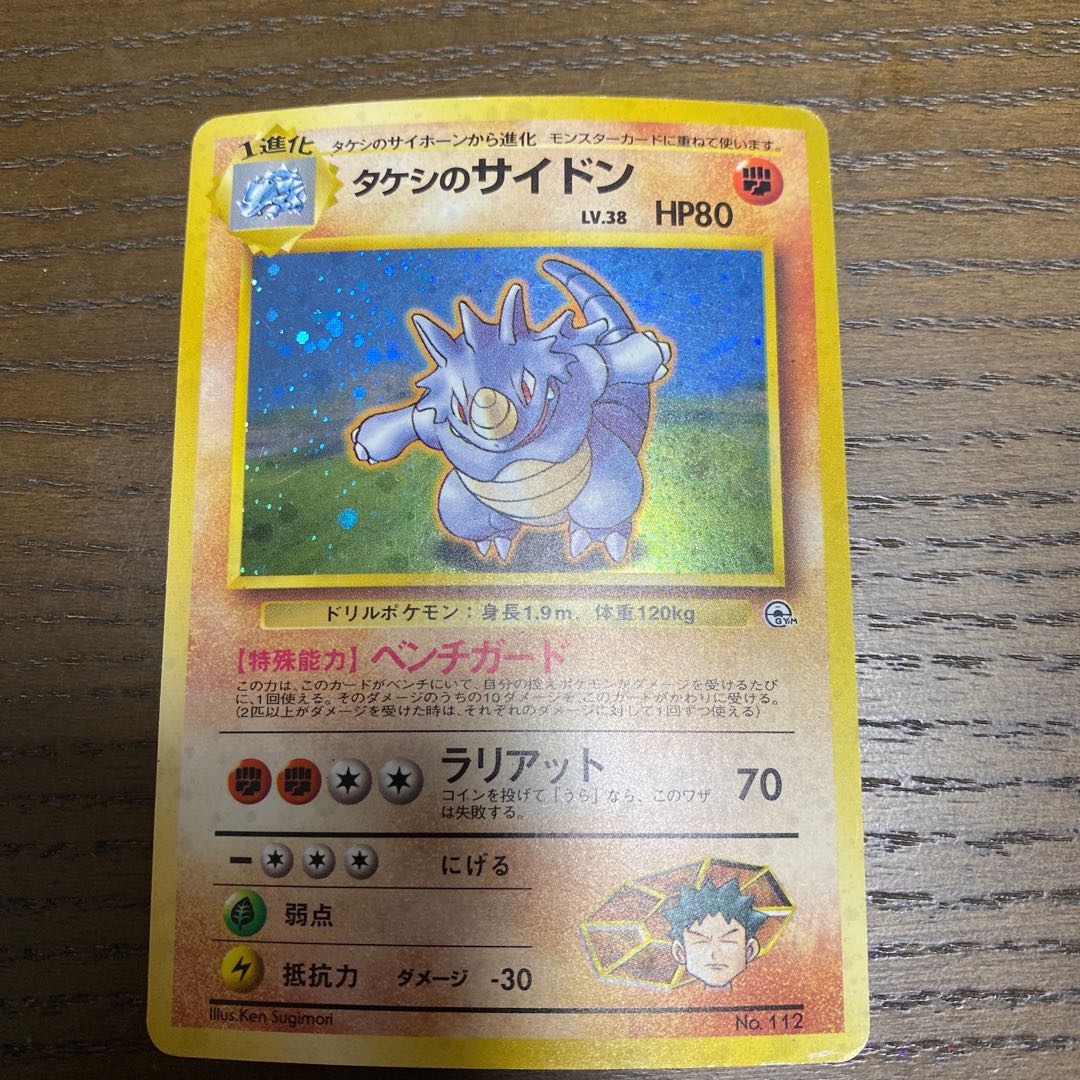 1進化 タケシのサイホーンから進化 モンスターカードに重ねて使います。
タケシのサイドン
LV.38 HP80
ドリルポケモン：身長1.9m, 体重120kg
GYM
【特殊能力】ベンチガード
この力は、このカードがベンチにいて、自分の控えポケモンがダメージを受けるたび
に、1回使える。そのダメージのうちの10ダメージを、このカードがかわりに受ける。
(2匹以上がダメージを受けた時は、それぞれのダメージに対して1回ずつ使える)
ラリアット 70
コインを投げて「うら」なら、このワザ
は失敗する。
にげる
弱点
抵抗力 ダメージ -30
Illus.Ken Sugimori No. 112